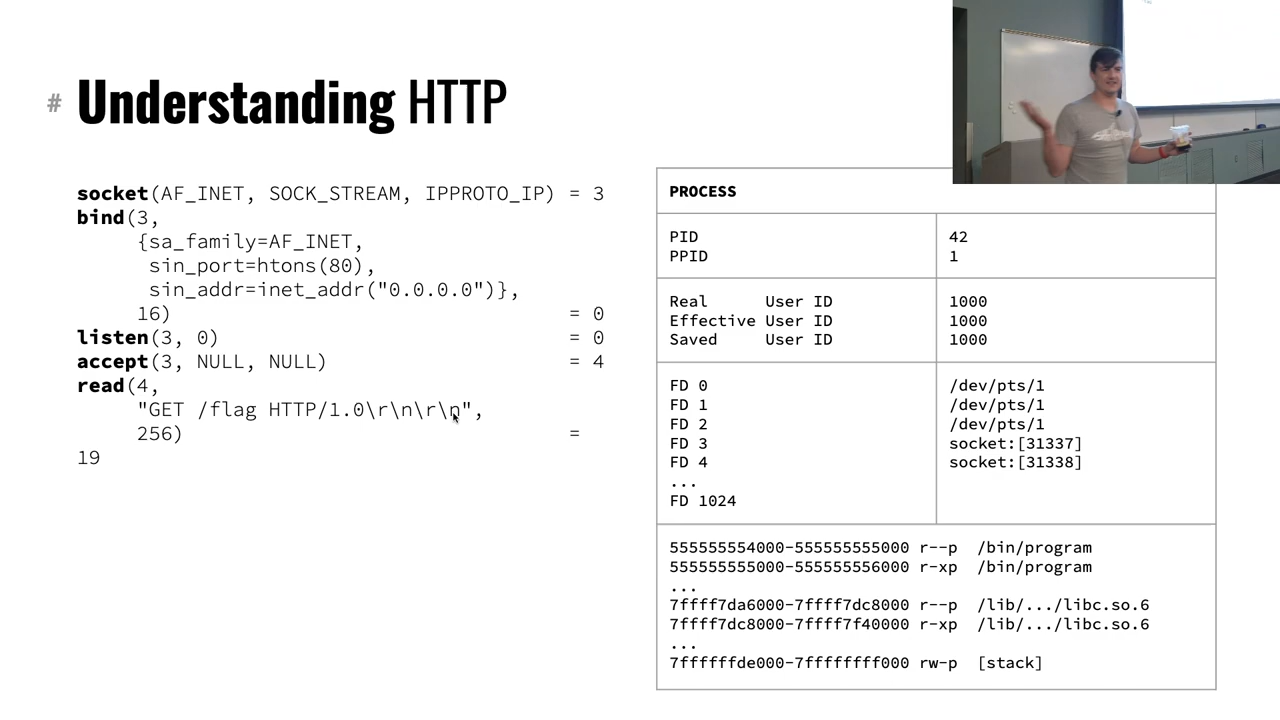 # Understanding HTTP
socket(AF_INET, SOCK_STREAM, IPPROTO_IP) = 3
bind(3,
{sa_family=AF_INET,
sin_port=htons(80),
sin_addr=inet_addr("0.0.0.0")},
16) = 0
listen(3, 0) = 0
accept(3, NULL, NULL) = 4
read(4,
"GET /flag HTTP/1.0\r\n\r\n",
256) =
19
PROCESS
PID 42
PPID 1
Real User ID 1000
Effective User ID 1000
Saved User ID 1000
FD 0 /dev/pts/1
FD 1 /dev/pts/1
FD 2 /dev/pts/1
FD 3 socket:[31337]
FD 4 socket:[31338]
...
FD 1024
555555554000-555555555000 r--p /bin/program
555555555000-555555556000 r-xp /bin/program
...
7ffff7da6000-7ffff7dc8000 r--p /lib/.../libc.so.6
7ffff7dc8000-7ffff7f40000 r-xp /lib/.../libc.so.6
...
7ffffffde000-7ffffffff000 rw-p [stack]